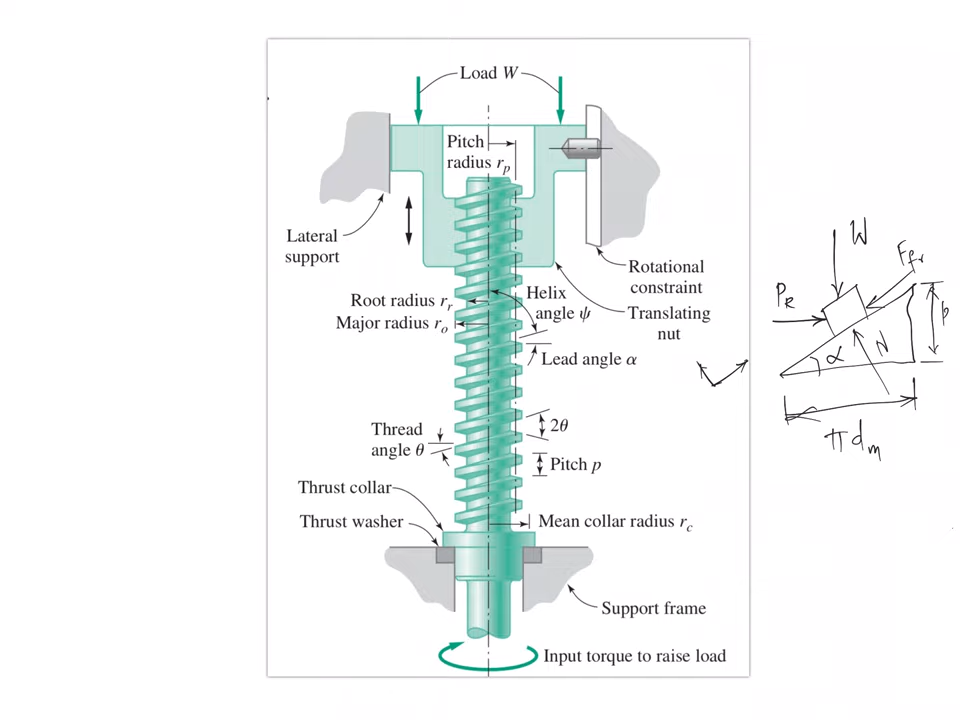 Load W
Pitch
radius r_p
Lateral
support
Rotational
constraint
Root radius r_r
Major radius r_o
Helix
angle ψ
Translating
nut
Lead angle α
Thread
angle θ
2θ
Pitch p
Thrust collar
Thrust washer
Mean collar radius r_c
Support frame
Input torque to raise load
W
F_fr
P_R
α
N
p
π d_m